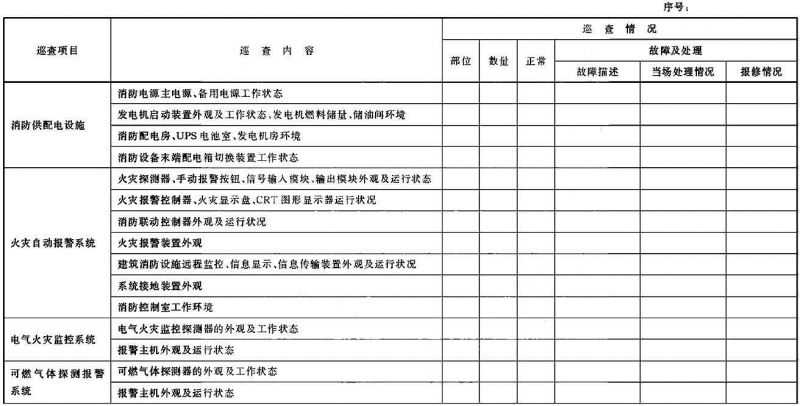 序号：
巡查项目 巡查内容 巡查情况
部位 数量 正常 故障及处理
故障描述 当场处理情况 报修情况
消防供配电设施
消防电源主电源、备用电源工作状态
发电机启动装置外观及工作状态、发电机燃料储量、储油间环境
消防配电房、UPS电池室、发电机房环境
消防设备末端配电箱切换装置工作状态
火灾自动报警系统
火灾探测器、手动报警按钮、信号输入模块、输出模块外观及运行状态
火灾报警控制器、火灾显示盘、CRT图形显示器运行状况
消防联动控制器外观及运行状况
火灾报警装置外观
建筑消防设施远程监控、信息显示、信息传输装置外观及运行状况
系统接地装置外观
消防控制室工作环境
电气火灾监控系统
电气火灾监控探测器的外观及工作状态
报警主机外观及运行状态
可燃气体探测报警
系统
可燃气体探测器的外观及工作状态
报警主机外观及运行状态